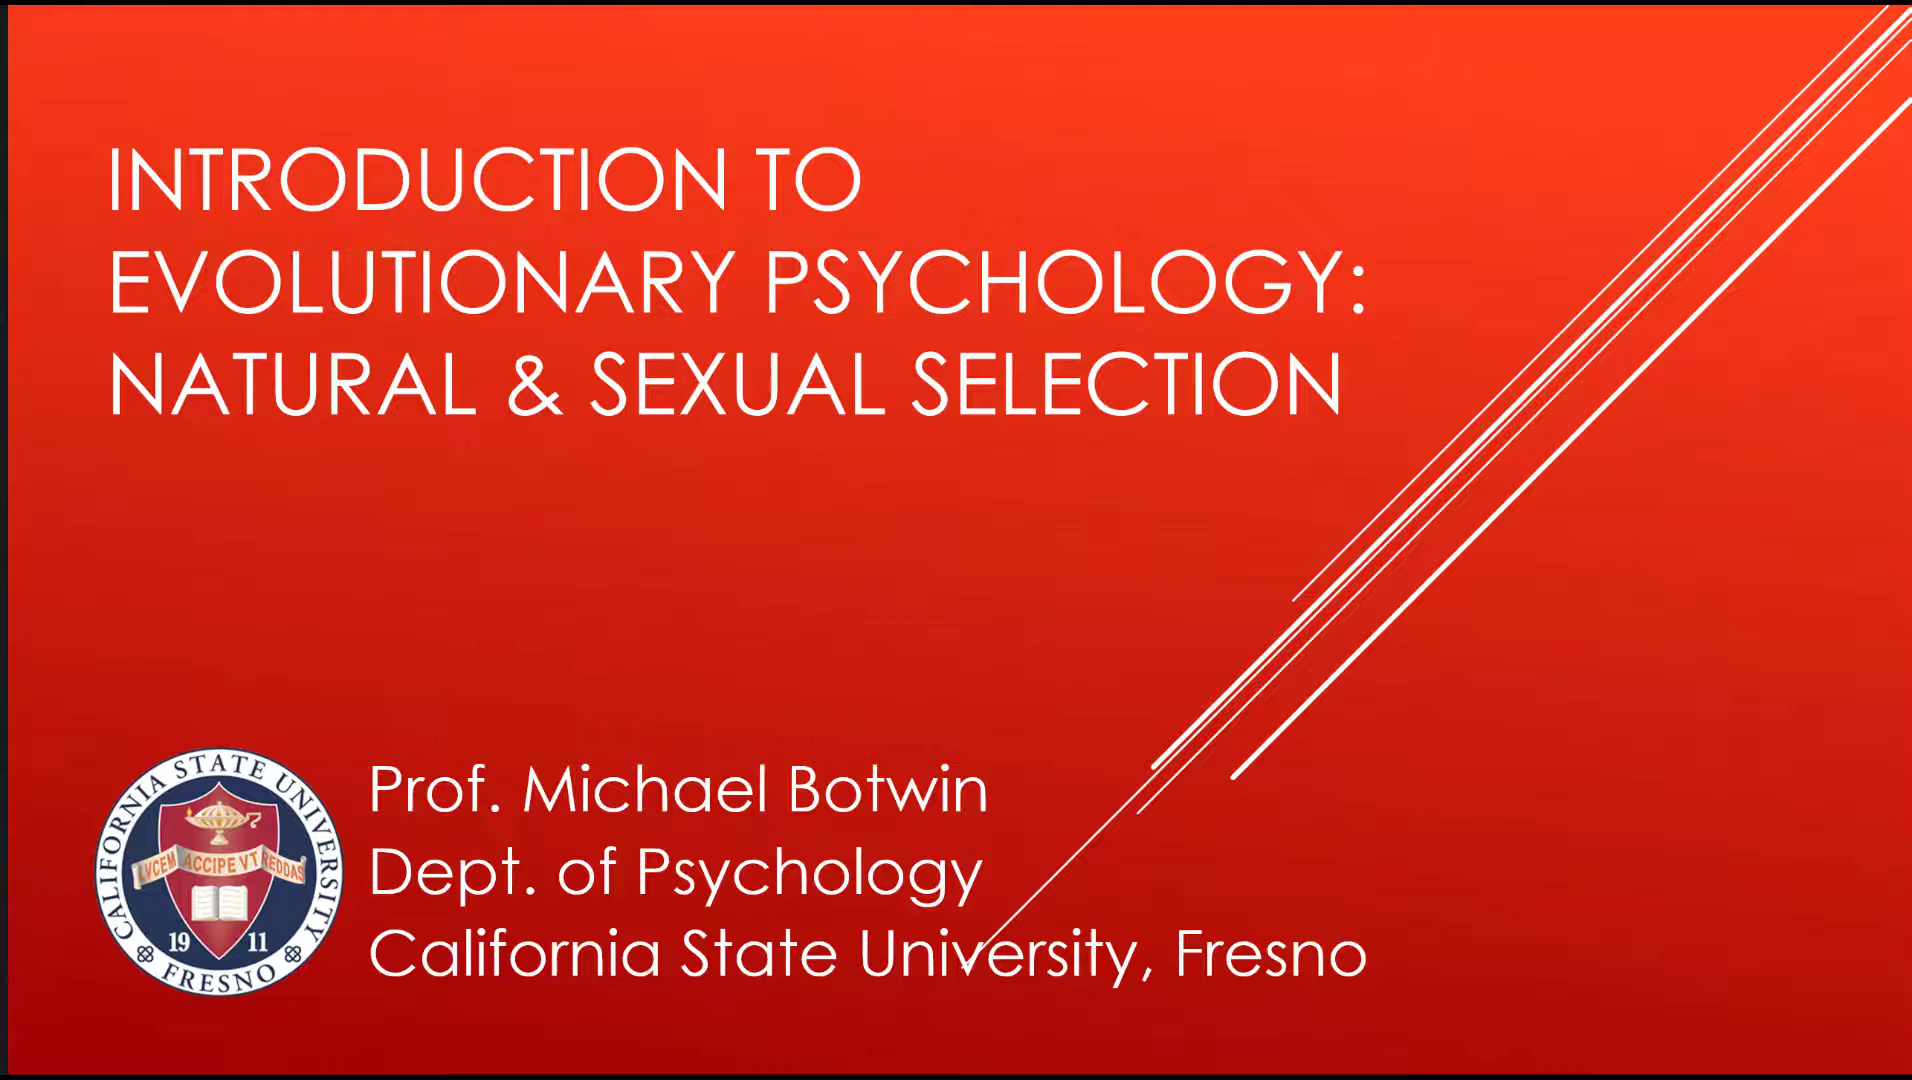 INTRODUCTION TO
EVOLUTIONARY PSYCHOLOGY:
NATURAL & SEXUAL SELECTION
CALIFORNIA STATE UNIVERSITY
LVCEM ACCIPE VT REDDAS
19 11
FRESNO
Prof. Michael Botwin
Dept. of Psychology
California State University, Fresno